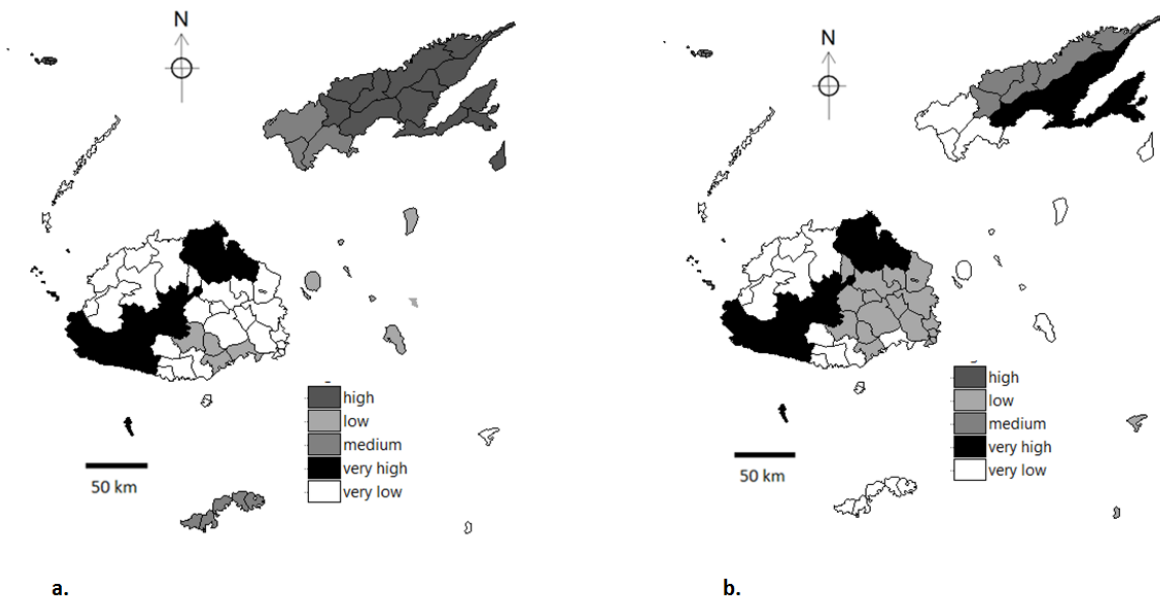 N
high
low
medium
very high
very low
50 km
a.
N
high
low
medium
very high
very low
50 km
b.